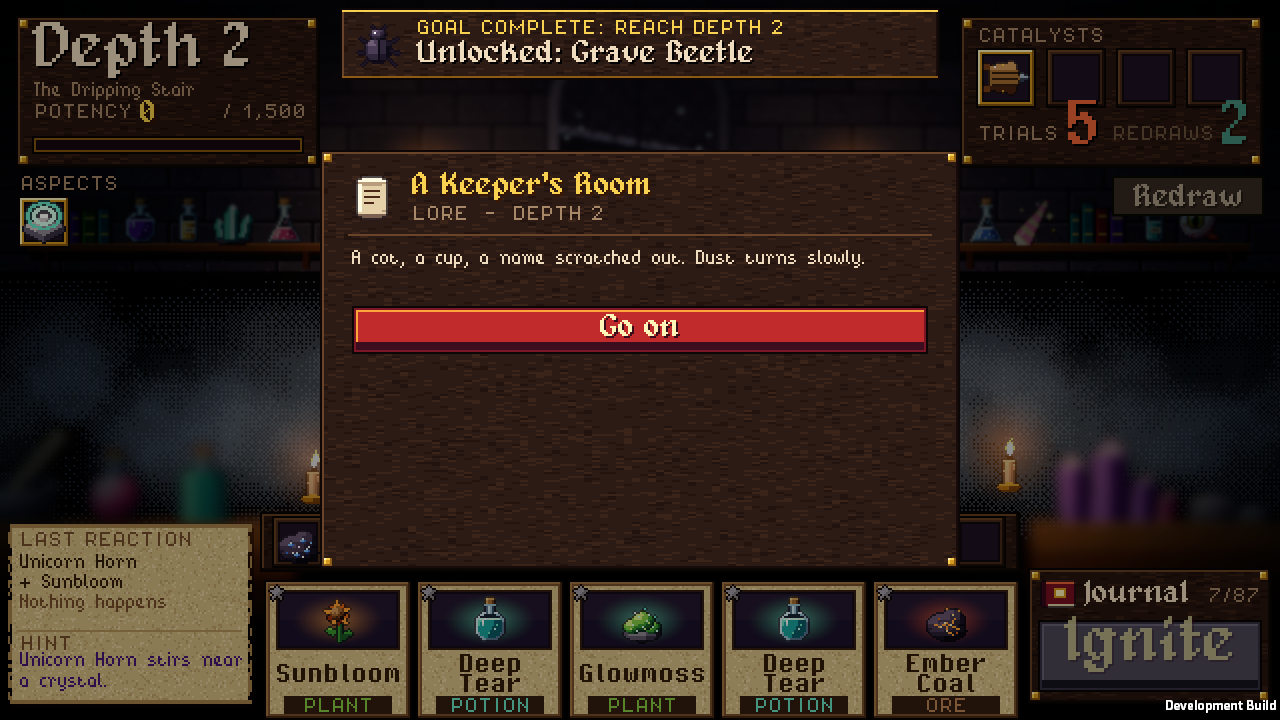 Depth 2
The Dripping Stair
POTENCY 0 / 1,500
ASPECTS
GOAL COMPLETE: REACH DEPTH 2
Unlocked: Grave Beetle
CATALYSTS
TRIALS 5 REDRAWS 2
Redraw
A Keeper's Room
LORE - DEPTH 2
A cot, a cup, a name scratched out. Dust turns slowly.
Go on
LAST REACTION
Unicorn Horn
+ Sunbloom
Nothing happens
HINT
Unicorn Horn stirs near
a crystal.
Sunbloom
PLANT
Deep
Tear
POTION
Glowmoss
PLANT
Deep
Tear
POTION
Ember
Coal
ORE
Journal 7/87
Ignite
Development Build